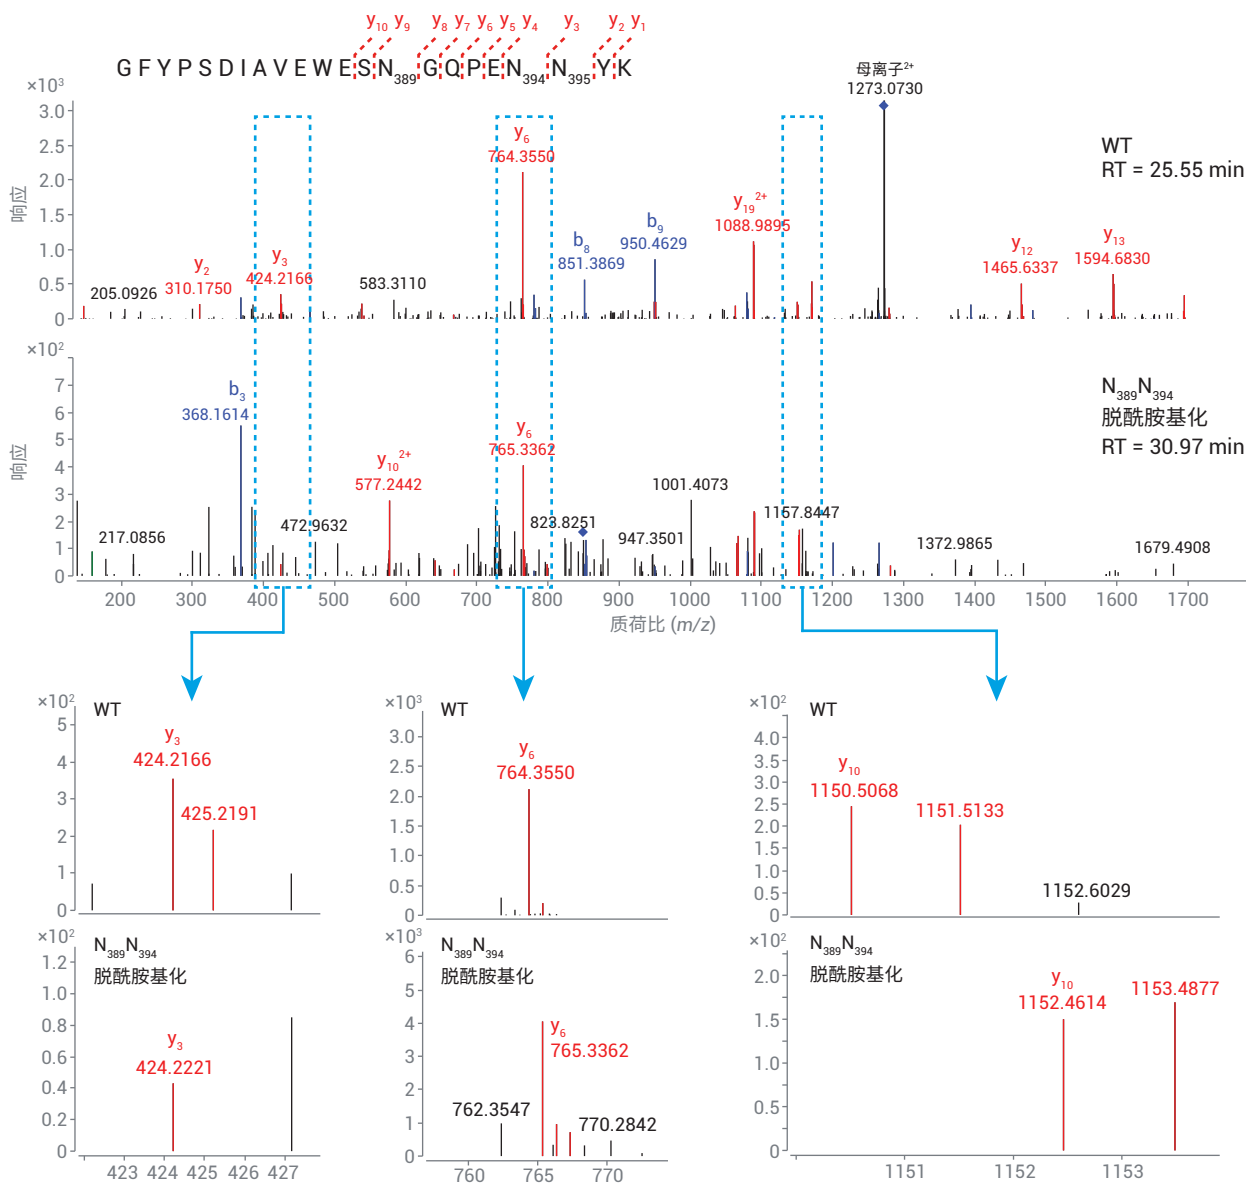 y10 y9 y8 y7 y6 y5 y4 y3 y2 y1
GFYPSDIAVEWESN389GQPEN394N395YK
×10³
3.0
2.5
2.0
1.5
1.0
0.5
0
响应
205.0926
y2
310.1750
y3
424.2166
583.3110
y6
764.3550
b8
851.3869
b9
950.4629
y19²⁺
1088.9895
母离子²⁺
1273.0730
y12
1465.6337
y13
1594.6830
WT
RT = 25.55 min
×10²
7
6
5
4
3
2
1
0
响应
217.0856
b3
368.1614
472.9632
y10²⁺
577.2442
y6
765.3362
823.8251
947.3501
1001.4073
1157.8447
1372.9865
1679.4908
N389N394
脱酰胺基化
RT = 30.97 min
200 300 400 500 600 700 800 900 1000 1100 1200 1300 1400 1500 1600 1700
质荷比 (m/z)
×10²
WT
5
4
3
2
1
0
y3
424.2166
425.2191
×10³
WT
3.0
2.5
2.0
1.5
1.0
0.5
0
y6
764.3550
×10²
WT
4.0
3.5
3.0
2.5
2.0
1.5
1.0
0.5
0
y10
1150.5068
1151.5133
1152.6029
×10²
N389N394
脱酰胺基化
1.2
1.0
0.8
0.6
0.4
0.2
0
y3
424.2221
423 424 425 426 427
×10³
N389N394
脱酰胺基化
6
5
4
3
2
1
0
y6
765.3362
762.3547
770.2842
760 765 770
×10²
N389N394
脱酰胺基化
2.0
1.5
1.0
0.5
0
y10
1152.4614
1153.4877
1151 1152 1153